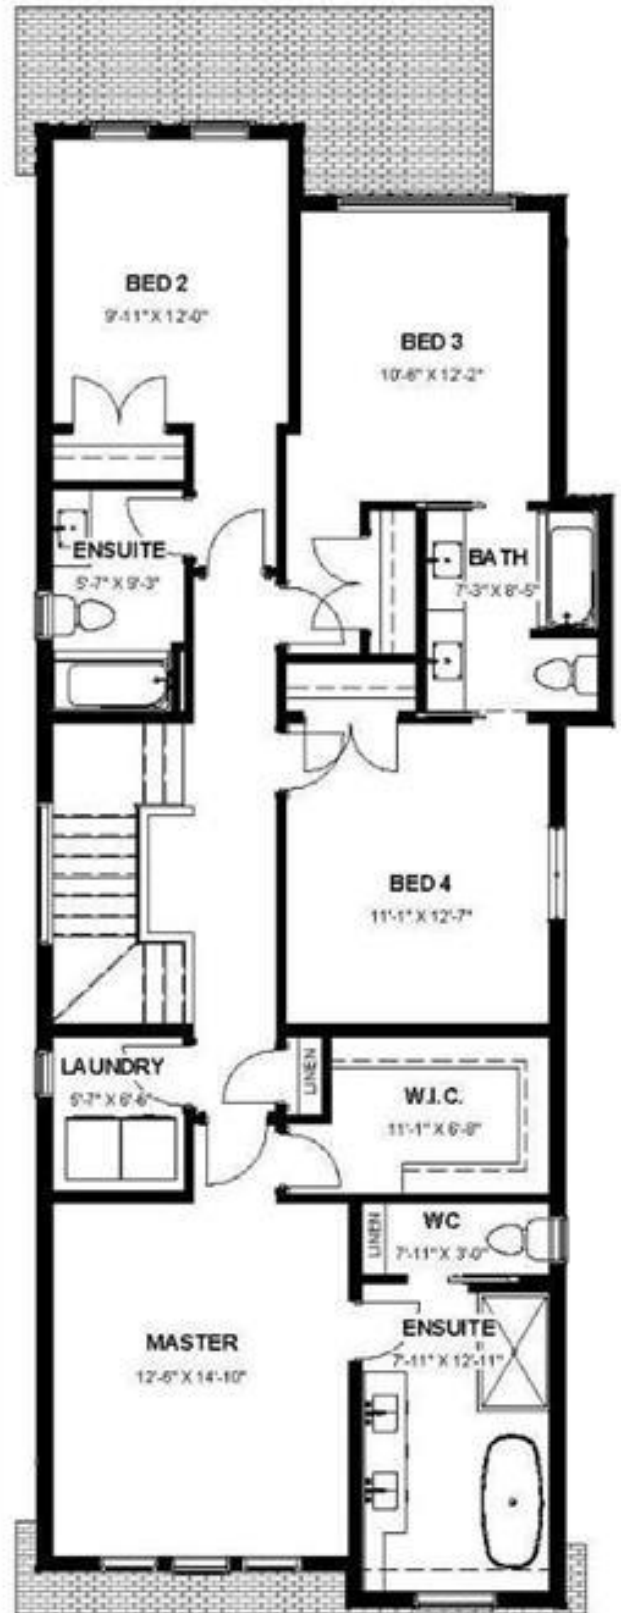 BED 2
9'-11" X 12'-0"
BED 3
10'-6" X 12'-2"
ENSUITE
5'-7" X 9'-3"
BATH
7'-3" X 8'-5"
BED 4
11'-1" X 12'-7"
LAUNDRY
5'-7" X 6'-6"
LINEN
W.I.C.
11'-1" X 6'-8"
LINEN
WC
7'-11" X 3'-0"
MASTER
12'-6" X 14'-10"
ENSUITE
7'-11" X 12'-11"